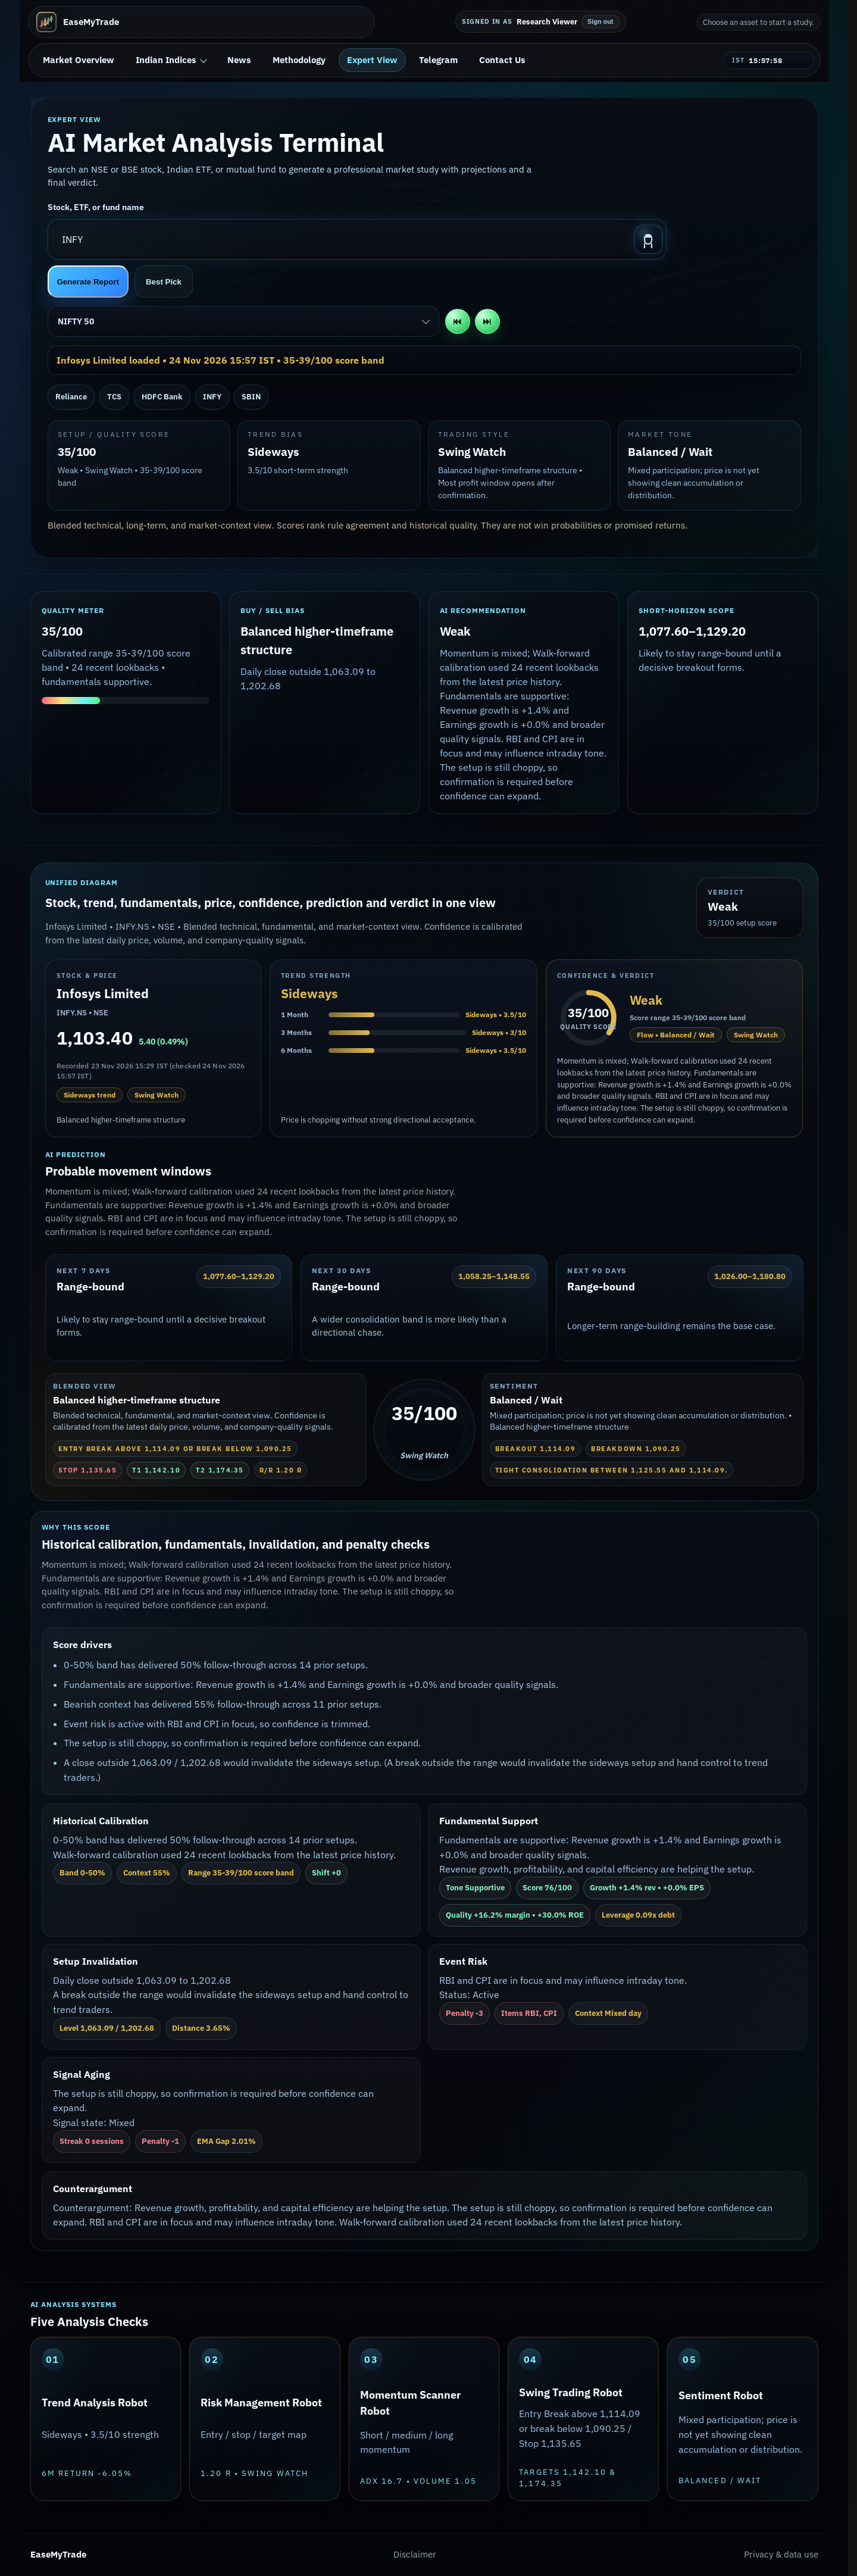 EaseMyTrade
SIGNED IN AS Research Viewer Sign out
Choose an asset to start a study.
Market Overview Indian Indices News Methodology Expert View Telegram Contact Us
IST 15:57:58
EXPERT VIEW
AI Market Analysis Terminal
Search an NSE or BSE stock, Indian ETF, or mutual fund to generate a professional market study with projections and a
final verdict.
Stock, ETF, or fund name
INFY
Generate Report Best Pick
NIFTY 50
Infosys Limited loaded • 24 Nov 2026 15:57 IST • 35-39/100 score band
Reliance TCS HDFC Bank INFY SBIN
SETUP / QUALITY SCORE
35/100
Weak • Swing Watch • 35-39/100 score
band
TREND BIAS
Sideways
3.5/10 short-term strength
TRADING STYLE
Swing Watch
Balanced higher-timeframe structure •
Most profit window opens after
confirmation.
MARKET TONE
Balanced / Wait
Mixed participation; price is not yet
showing clean accumulation or
distribution.
Blended technical, long-term, and market-context view. Scores rank rule agreement and historical quality. They are not win probabilities or promised returns.
QUALITY METER
35/100
Calibrated range 35-39/100 score
band • 24 recent lookbacks •
fundamentals supportive.
BUY / SELL BIAS
Balanced higher-timeframe
structure
Daily close outside 1,063.09 to
1,202.68
AI RECOMMENDATION
Weak
Momentum is mixed; Walk-forward
calibration used 24 recent lookbacks
from the latest price history.
Fundamentals are supportive:
Revenue growth is +1.4% and
Earnings growth is +0.0% and broader
quality signals. RBI and CPI are in
focus and may influence intraday tone.
The setup is still choppy, so
confirmation is required before
confidence can expand.
SHORT-HORIZON SCOPE
1,077.60–1,129.20
Likely to stay range-bound until a
decisive breakout forms.
UNIFIED DIAGRAM
Stock, trend, fundamentals, price, confidence, prediction and verdict in one view
Infosys Limited • INFY.NS • NSE • Blended technical, fundamental, and market-context view. Confidence is calibrated
from the latest daily price, volume, and company-quality signals.
VERDICT
Weak
35/100 setup score
STOCK & PRICE
Infosys Limited
INFY.NS • NSE
1,103.40 5.40 (0.49%)
Recorded 23 Nov 2026 15:29 IST (checked 24 Nov 2026
15:57 IST)
Sideways trend Swing Watch
Balanced higher-timeframe structure
TREND STRENGTH
Sideways
1 Month Sideways • 3.5/10
3 Months Sideways • 3/10
6 Months Sideways • 3.5/10
Price is chopping without strong directional acceptance.
CONFIDENCE & VERDICT
35/100
QUALITY SCORE
Weak
Score range 35-39/100 score band
Flow • Balanced / Wait Swing Watch
Momentum is mixed; Walk-forward calibration used 24 recent
lookbacks from the latest price history. Fundamentals are
supportive: Revenue growth is +1.4% and Earnings growth is +0.0%
and broader quality signals. RBI and CPI are in focus and may
influence intraday tone. The setup is still choppy, so confirmation is
required before confidence can expand.
AI PREDICTION
Probable movement windows
Momentum is mixed; Walk-forward calibration used 24 recent lookbacks from the latest price history.
Fundamentals are supportive: Revenue growth is +1.4% and Earnings growth is +0.0% and broader
quality signals. RBI and CPI are in focus and may influence intraday tone. The setup is still choppy, so
confirmation is required before confidence can expand.
NEXT 7 DAYS
Range-bound
1,077.60–1,129.20
Likely to stay range-bound until a decisive breakout
forms.
NEXT 30 DAYS
Range-bound
1,058.25–1,148.55
A wider consolidation band is more likely than a
directional chase.
NEXT 90 DAYS
Range-bound
1,026.00–1,180.80
Longer-term range-building remains the base case.
BLENDED VIEW
Balanced higher-timeframe structure
Blended technical, fundamental, and market-context view. Confidence is
calibrated from the latest daily price, volume, and company-quality signals.
ENTRY BREAK ABOVE 1,114.09 OR BREAK BELOW 1,090.25
STOP 1,135.65 T1 1,142.10 T2 1,174.35 R/R 1.20 R
35/100
Swing Watch
SENTIMENT
Balanced / Wait
Mixed participation; price is not yet showing clean accumulation or distribution. •
Balanced higher-timeframe structure
BREAKOUT 1,114.09 BREAKDOWN 1,090.25
TIGHT CONSOLIDATION BETWEEN 1,125.55 AND 1,114.09.
WHY THIS SCORE
Historical calibration, fundamentals, invalidation, and penalty checks
Momentum is mixed; Walk-forward calibration used 24 recent lookbacks from the latest price history.
Fundamentals are supportive: Revenue growth is +1.4% and Earnings growth is +0.0% and broader
quality signals. RBI and CPI are in focus and may influence intraday tone. The setup is still choppy, so
confirmation is required before confidence can expand.
Score drivers
• 0-50% band has delivered 50% follow-through across 14 prior setups.
• Fundamentals are supportive: Revenue growth is +1.4% and Earnings growth is +0.0% and broader quality signals.
• Bearish context has delivered 55% follow-through across 11 prior setups.
• Event risk is active with RBI and CPI in focus, so confidence is trimmed.
• The setup is still choppy, so confirmation is required before confidence can expand.
• A close outside 1,063.09 / 1,202.68 would invalidate the sideways setup. (A break outside the range would invalidate the sideways setup and hand control to trend
traders.)
Historical Calibration
0-50% band has delivered 50% follow-through across 14 prior setups.
Walk-forward calibration used 24 recent lookbacks from the latest price history.
Band 0-50% Context 55% Range 35-39/100 score band Shift +0
Fundamental Support
Fundamentals are supportive: Revenue growth is +1.4% and Earnings growth is
+0.0% and broader quality signals.
Revenue growth, profitability, and capital efficiency are helping the setup.
Tone Supportive Score 76/100 Growth +1.4% rev • +0.0% EPS
Quality +16.2% margin • +30.0% ROE Leverage 0.09x debt
Setup Invalidation
Daily close outside 1,063.09 to 1,202.68
A break outside the range would invalidate the sideways setup and hand control to
trend traders.
Level 1,063.09 / 1,202.68 Distance 3.65%
Event Risk
RBI and CPI are in focus and may influence intraday tone.
Status: Active
Penalty -3 Items RBI, CPI Context Mixed day
Signal Aging
The setup is still choppy, so confirmation is required before confidence can
expand.
Signal state: Mixed
Streak 0 sessions Penalty -1 EMA Gap 2.01%
Counterargument
Counterargument: Revenue growth, profitability, and capital efficiency are helping the setup. The setup is still choppy, so confirmation is required before confidence can
expand. RBI and CPI are in focus and may influence intraday tone. Walk-forward calibration used 24 recent lookbacks from the latest price history.
AI ANALYSIS SYSTEMS
Five Analysis Checks
01
Trend Analysis Robot
Sideways • 3.5/10 strength
6M RETURN -6.05%
02
Risk Management Robot
Entry / stop / target map
1.20 R • SWING WATCH
03
Momentum Scanner
Robot
Short / medium / long
momentum
ADX 16.7 • VOLUME 1.05
04
Swing Trading Robot
Entry Break above 1,114.09
or break below 1,090.25 /
Stop 1,135.65
TARGETS 1,142.10 &
1,174.35
05
Sentiment Robot
Mixed participation; price is
not yet showing clean
accumulation or distribution.
BALANCED / WAIT
EaseMyTrade Disclaimer Privacy & data use